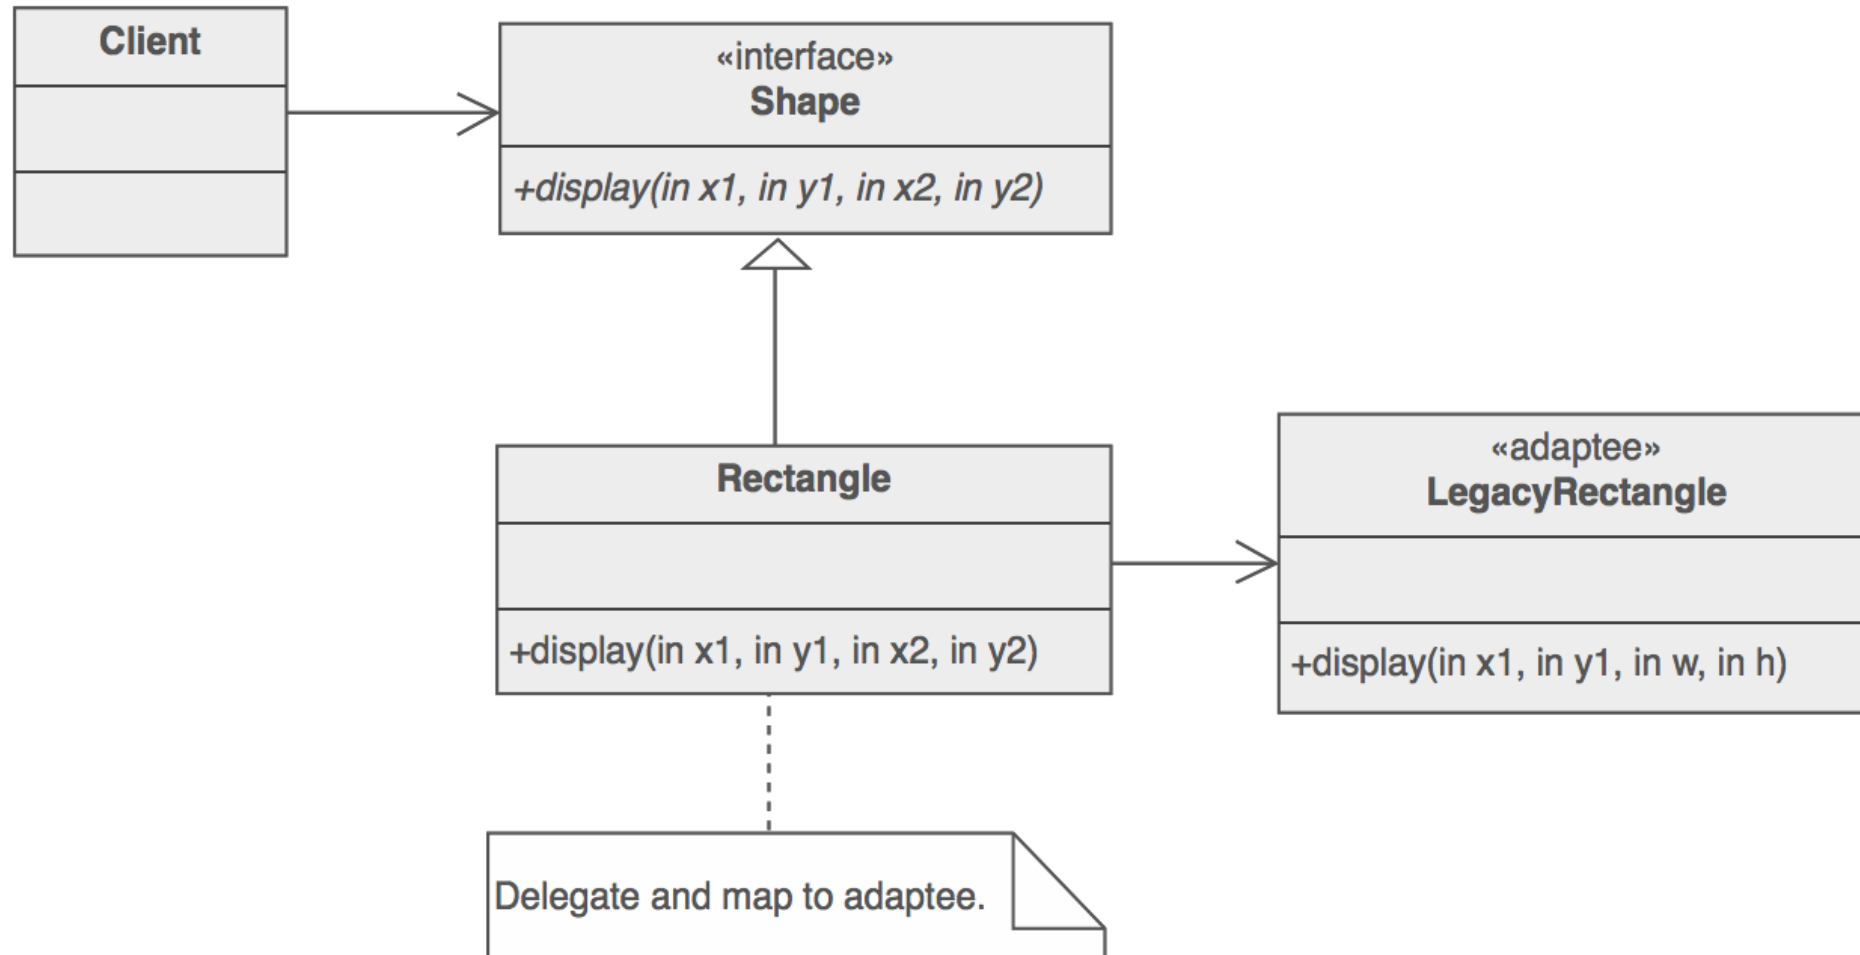 Client
«interface»
Shape
+display(in x1, in y1, in x2, in y2)
Rectangle
+display(in x1, in y1, in x2, in y2)
«adaptee»
LegacyRectangle
+display(in x1, in y1, in w, in h)
Delegate and map to adaptee.